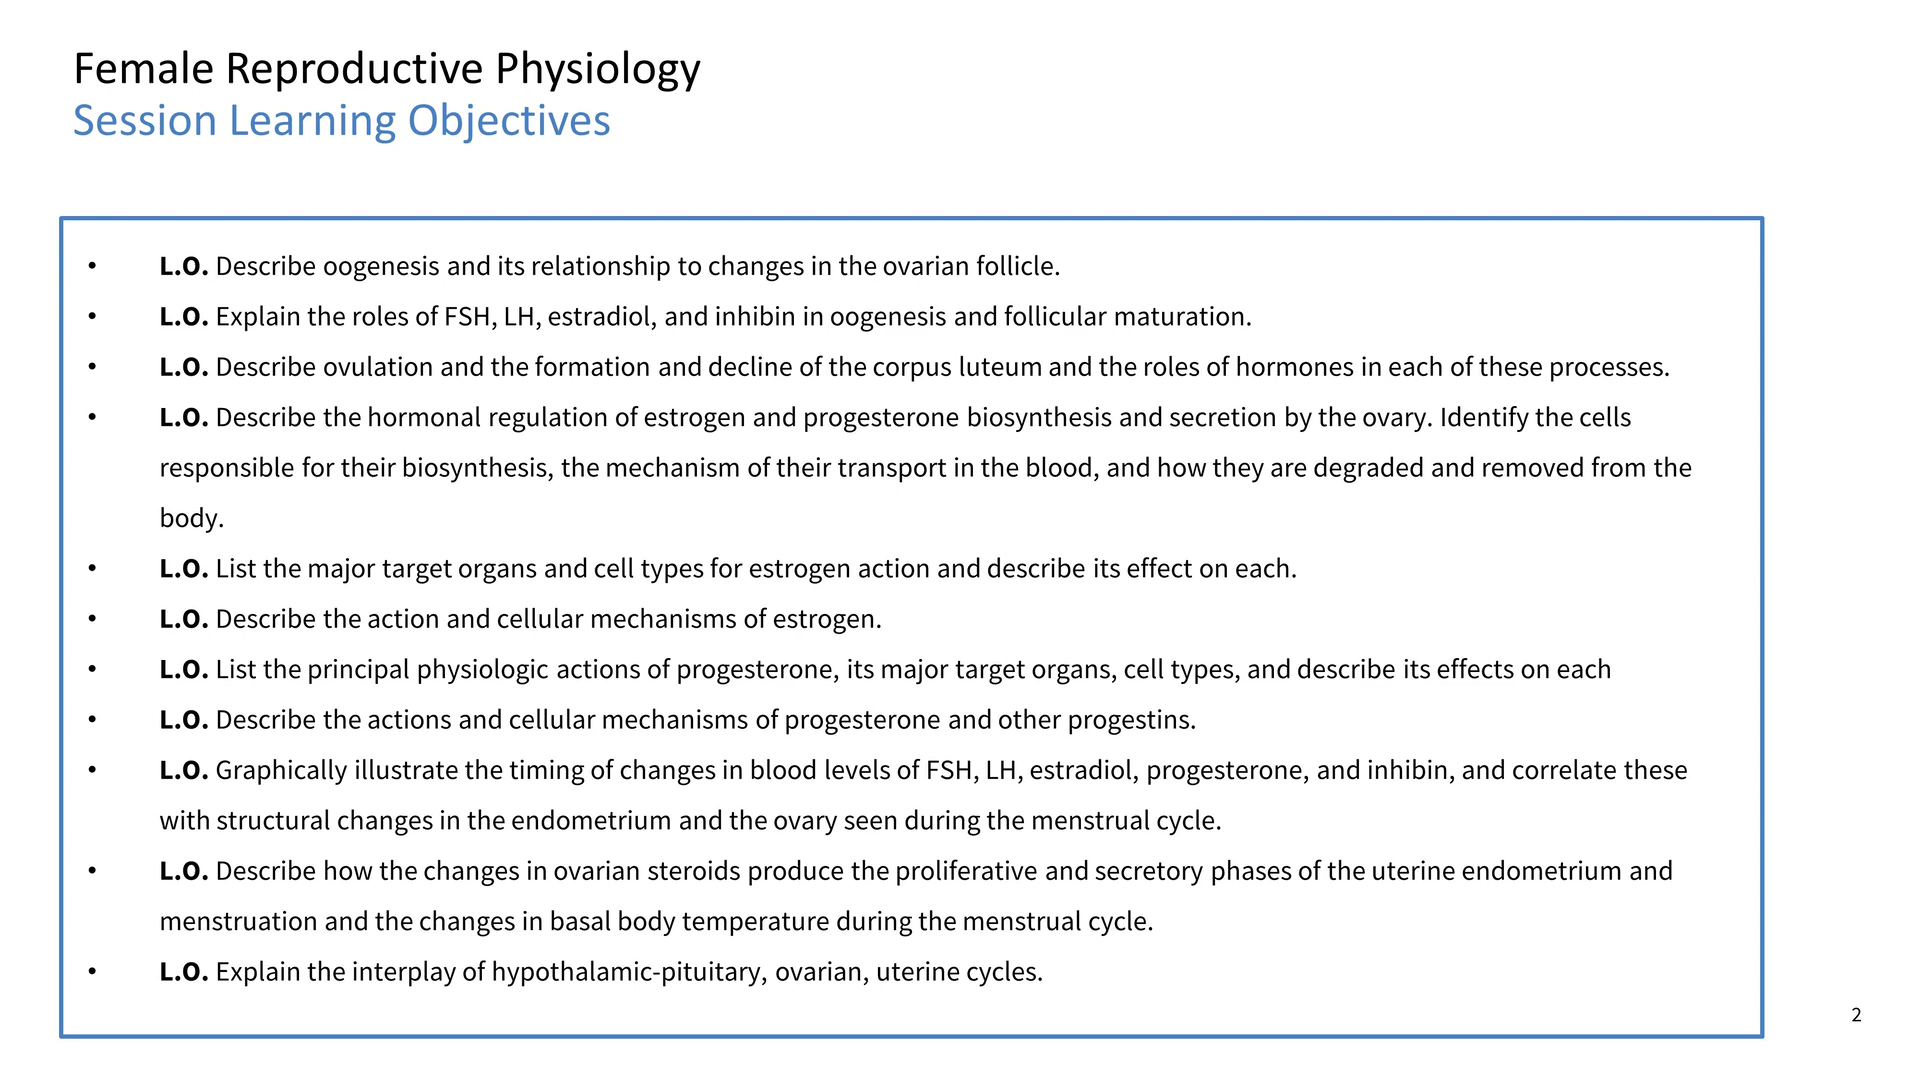 Female Reproductive Physiology
Session Learning Objectives
• L.O. Describe oogenesis and its relationship to changes in the ovarian follicle.
• L.O. Explain the roles of FSH, LH, estradiol, and inhibin in oogenesis and follicular maturation.
• L.O. Describe ovulation and the formation and decline of the corpus luteum and the roles of hormones in each of these processes.
• L.O. Describe the hormonal regulation of estrogen and progesterone biosynthesis and secretion by the ovary. Identify the cells
responsible for their biosynthesis, the mechanism of their transport in the blood, and how they are degraded and removed from the
body.
• L.O. List the major target organs and cell types for estrogen action and describe its effect on each.
• L.O. Describe the action and cellular mechanisms of estrogen.
• L.O. List the principal physiologic actions of progesterone, its major target organs, cell types, and describe its effects on each
• L.O. Describe the actions and cellular mechanisms of progesterone and other progestins.
• L.O. Graphically illustrate the timing of changes in blood levels of FSH, LH, estradiol, progesterone, and inhibin, and correlate these
with structural changes in the endometrium and the ovary seen during the menstrual cycle.
• L.O. Describe how the changes in ovarian steroids produce the proliferative and secretory phases of the uterine endometrium and
menstruation and the changes in basal body temperature during the menstrual cycle.
• L.O. Explain the interplay of hypothalamic-pituitary, ovarian, uterine cycles.
2